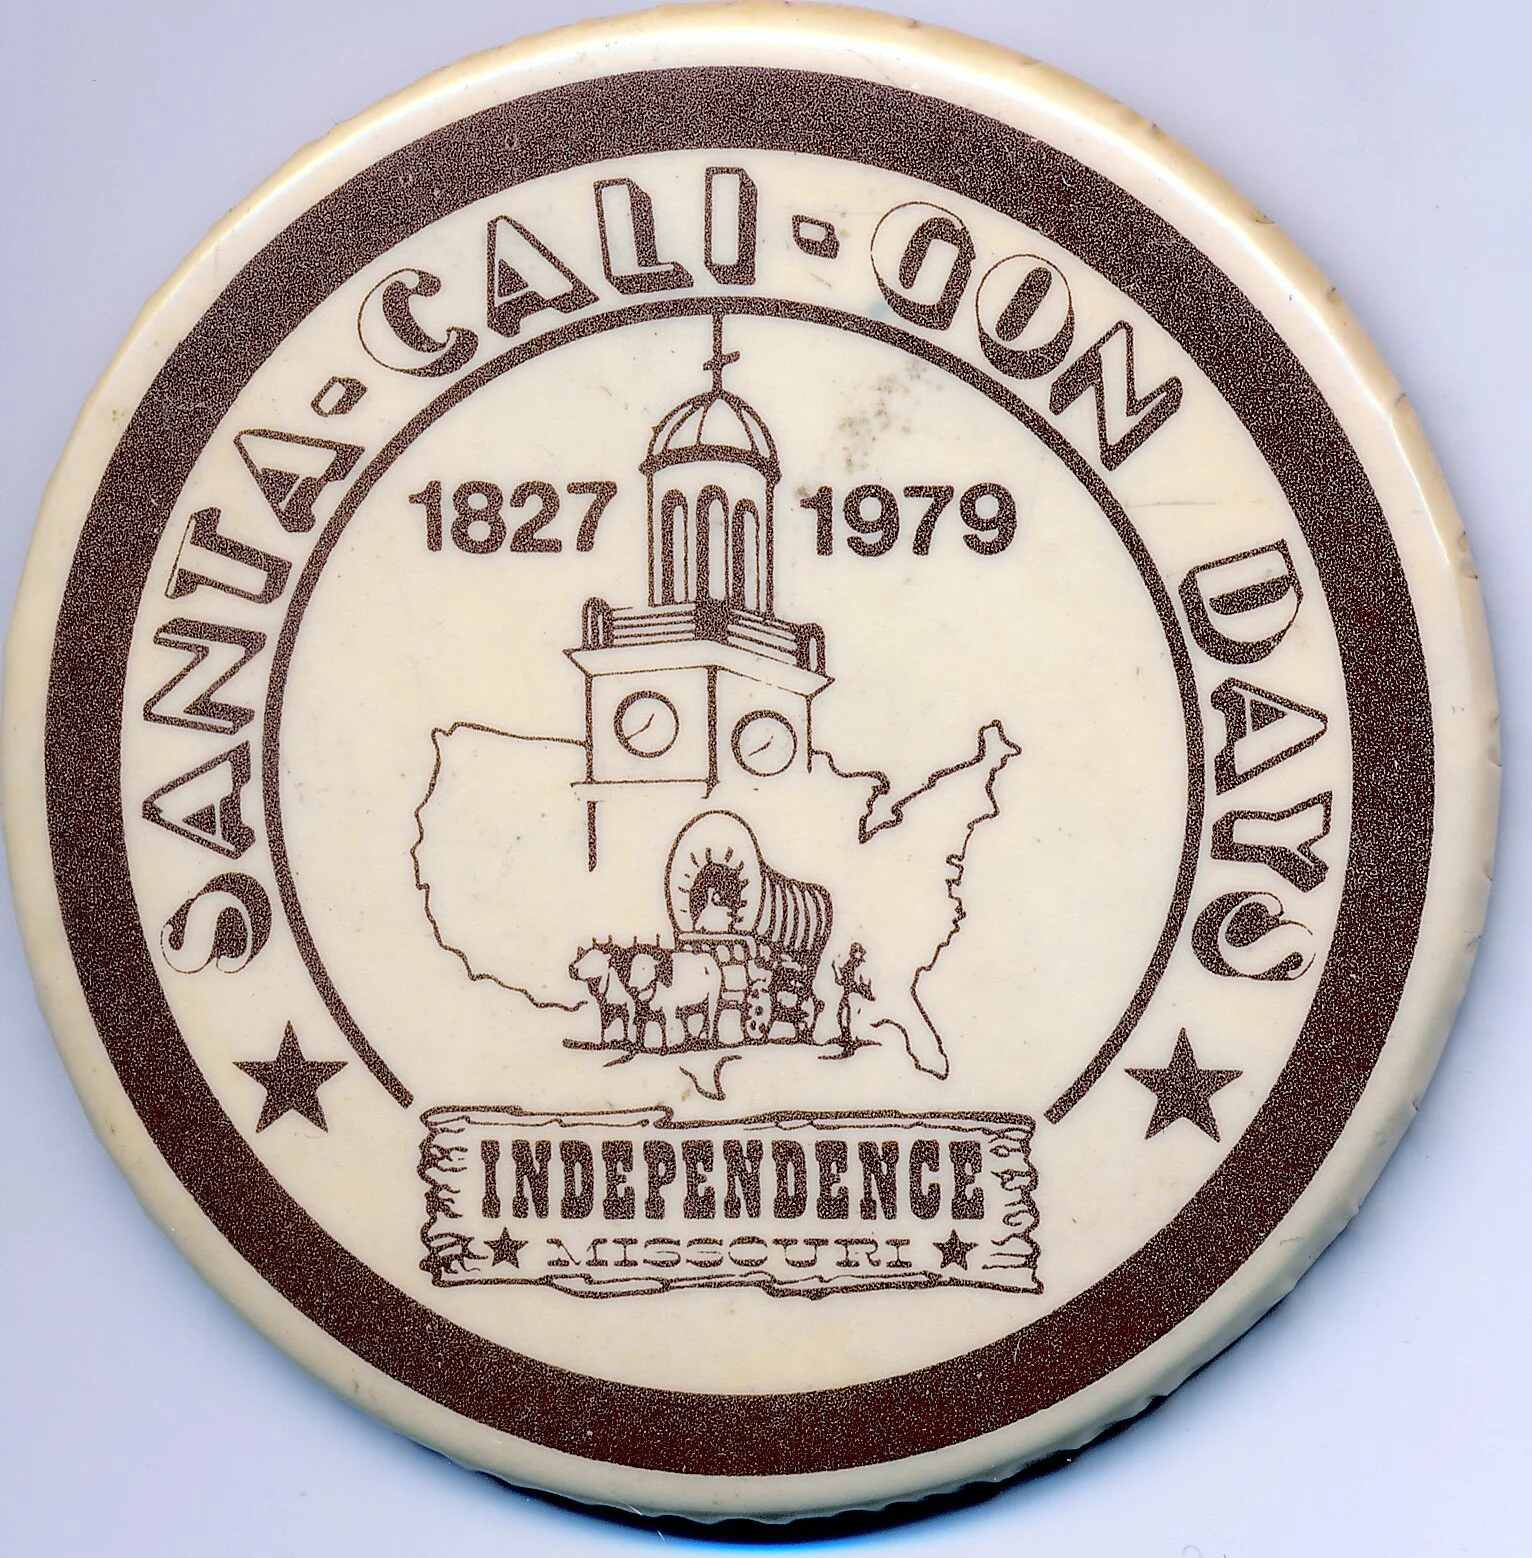 SANTA-CALI-GON DAYS
1827 1979
INDEPENDENCE
MISSOURI